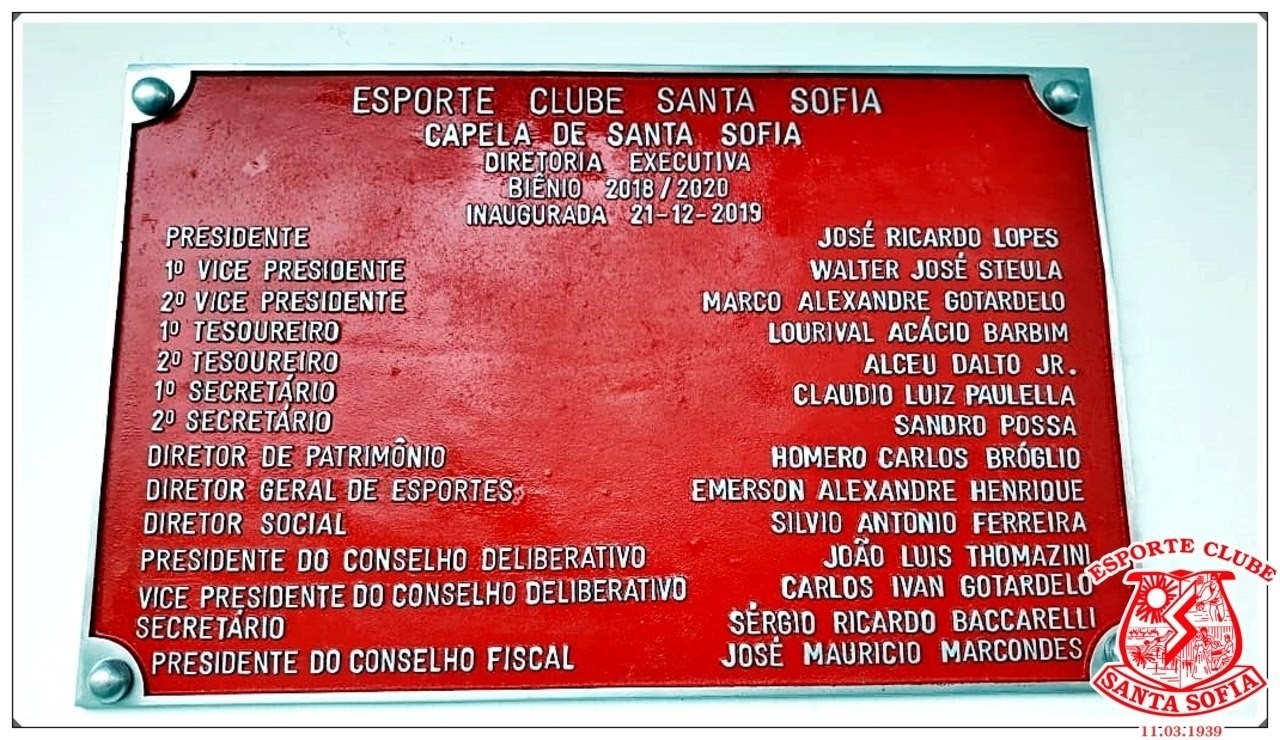 ESPORTE CLUBE SANTA SOFIA
CAPELA DE SANTA SOFIA
DIRETORIA EXECUTIVA
BIÊNIO 2018/2020
INAUGURADA 21-12-2019
PRESIDENTE JOSÉ RICARDO LOPES
1º VICE PRESIDENTE WALTER JOSÉ STEULA
2º VICE PRESIDENTE MARCO ALEXANDRE GOTARDELO
1º TESOUREIRO LOURIVAL ACÁCIO BARBIM
2º TESOUREIRO ALCEU DALTO JR.
1º SECRETÁRIO CLAUDIO LUIZ PAULELLA
2º SECRETÁRIO SANDRO POSSA
DIRETOR DE PATRIMÔNIO HOMERO CARLOS BRÓGLIO
DIRETOR GERAL DE ESPORTES EMERSON ALEXANDRE HENRIQUE
DIRETOR SOCIAL SILVIO ANTONIO FERREIRA
PRESIDENTE DO CONSELHO DELIBERATIVO JOÃO LUIS THOMAZINI
VICE PRESIDENTE DO CONSELHO DELIBERATIVO CARLOS IVAN GOTARDELO
SECRETÁRIO SÉRGIO RICARDO BACCARELLI
PRESIDENTE DO CONSELHO FISCAL JOSÉ MAURICIO MARCONDES
ESPORTE CLUBE
SANTA SOFIA
11.03.1939